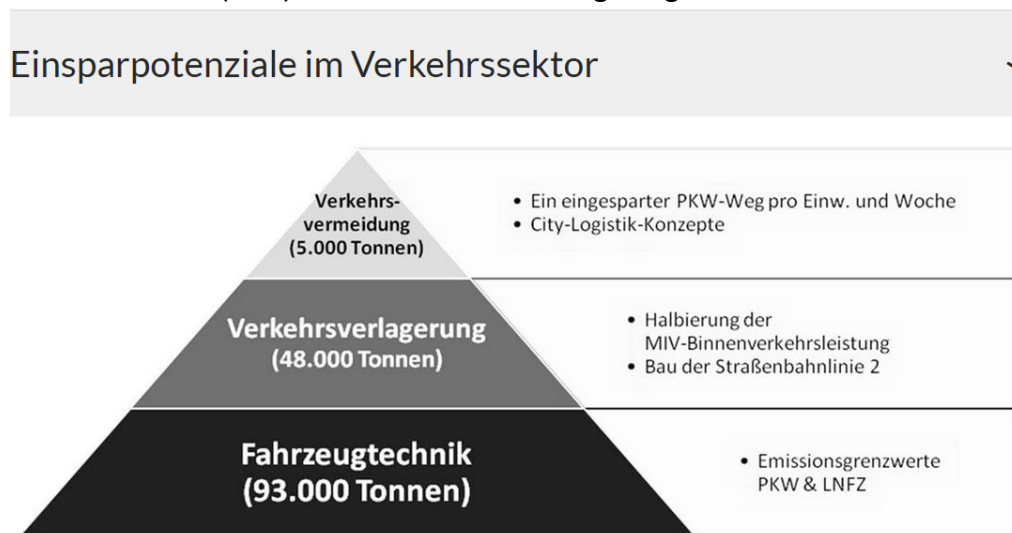 Einsparpotenziale im Verkehrssektor
Verkehrs-
vermeidung
(5.000 Tonnen)
• Ein eingesparter PKW-Weg pro Einw. und Woche
• City-Logistik-Konzepte
Verkehrsverlagerung
(48.000 Tonnen)
• Halbierung der
MIV-Binnenverkehrsleistung
• Bau der Straßenbahnlinie 2
Fahrzeugtechnik
(93.000 Tonnen)
• Emissionsgrenzwerte
PKW & LNFZ